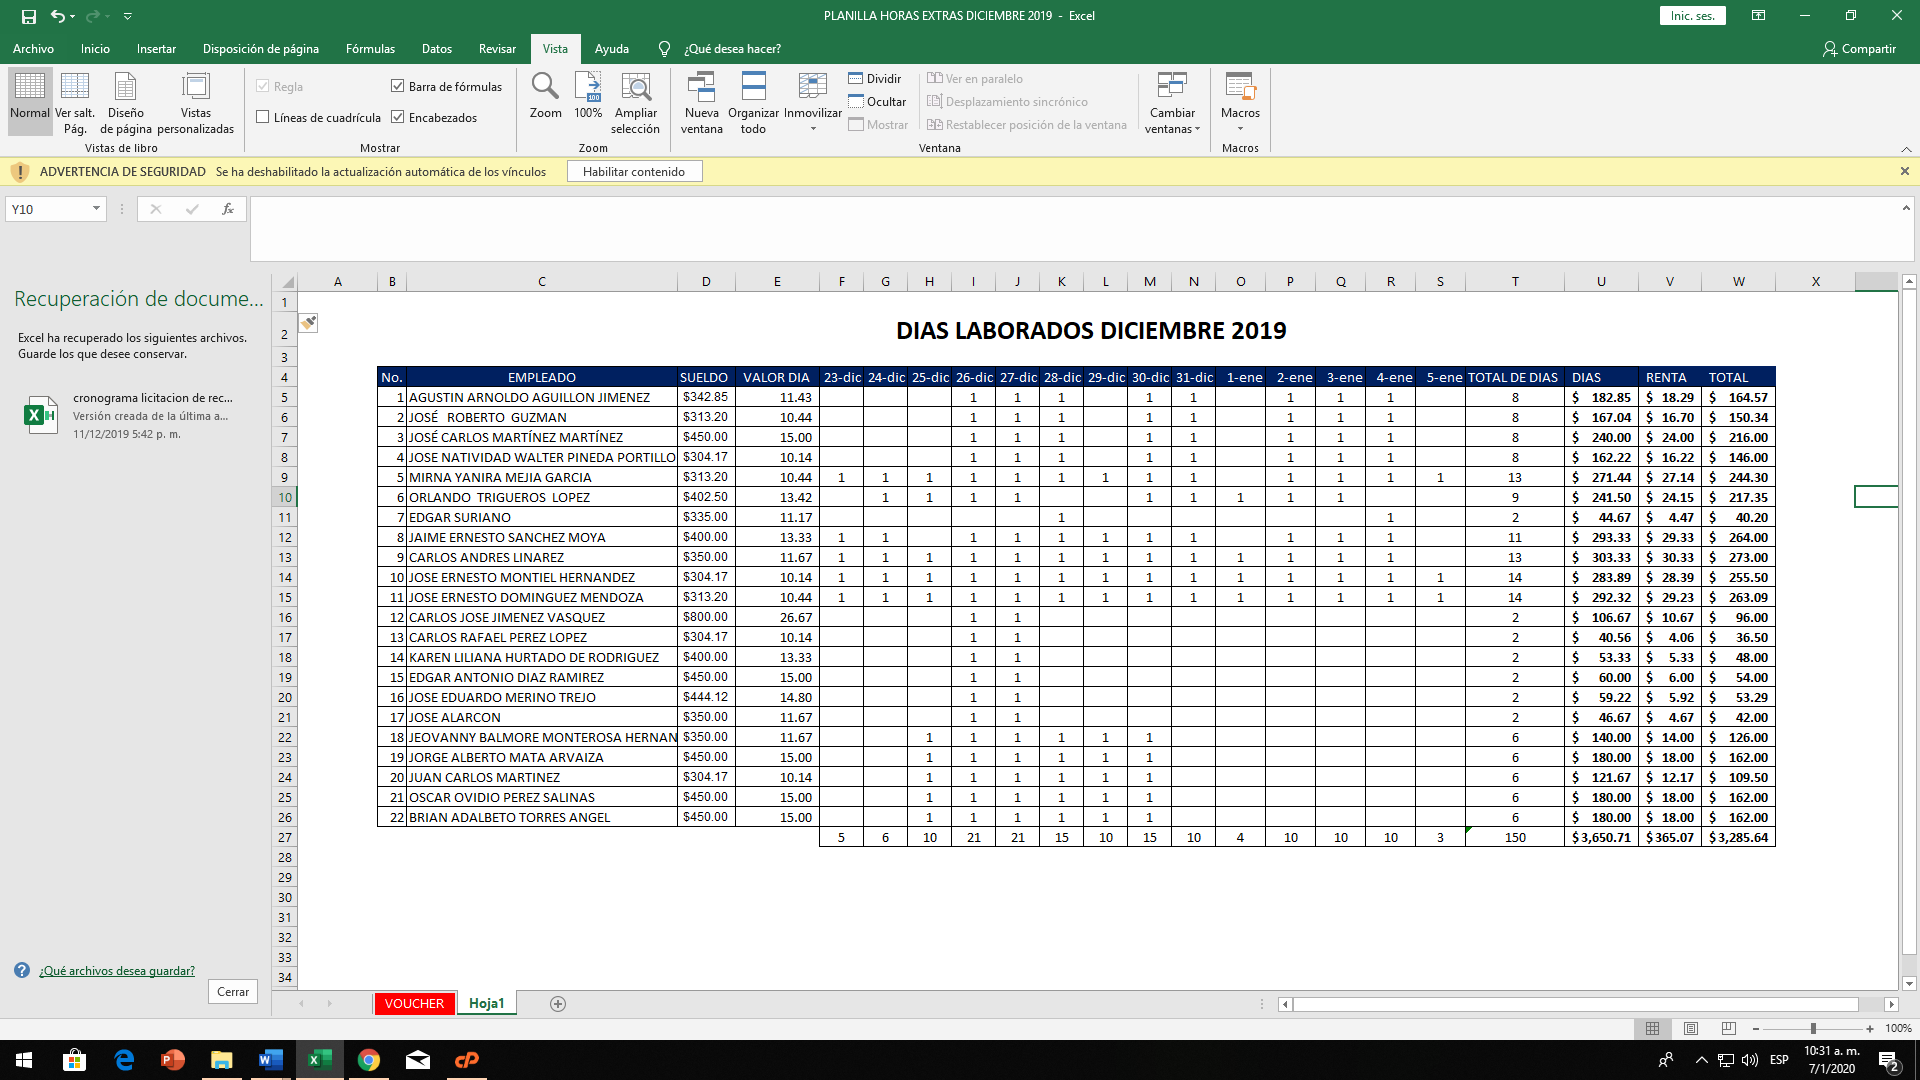 PLANILLA HORAS EXTRAS DICIEMBRE 2019 - Excel
Inic. ses.
Archivo Inicio Insertar Disposición de página Fórmulas Datos Revisar Vista Ayuda ¿Qué desea hacer? Compartir
Normal
Ver salt. Pág.
Diseño de página
Vistas personalizadas
Vistas de libro
Regla
Barra de fórmulas
Líneas de cuadrícula
Encabezados
Mostrar
Zoom
100%
Ampliar selección
Zoom
Nueva ventana
Organizar todo
Inmovilizar
Dividir
Ocultar
Mostrar
Ver en paralelo
Desplazamiento sincrónico
Restablecer posición de la ventana
Cambiar ventanas
Ventana
Macros
Macros
ADVERTENCIA DE SEGURIDAD Se ha deshabilitado la actualización automática de los vínculos Habilitar contenido
Y10 fx
Recuperación de docume...
Excel ha recuperado los siguientes archivos.
Guarde los que desee conservar.
cronograma licitacion de rec...
Versión creada de la última a...
11/12/2019 5:42 p. m.
¿Qué archivos desea guardar?
Cerrar
A B C D E F G H I J K L M N O P Q R S T U V W X
1
2 DIAS LABORADOS DICIEMBRE 2019
3
4 No. EMPLEADO SUELDO VALOR DIA 23-dic 24-dic 25-dic 26-dic 27-dic 28-dic 29-dic 30-dic 31-dic 1-ene 2-ene 3-ene 4-ene 5-ene TOTAL DE DIAS DIAS RENTA TOTAL
5 1 AGUSTIN ARNOLDO AGUILLON JIMENEZ $342.85 11.43 1 1 1 1 1 1 1 1 8 $ 182.85 $ 18.29 $ 164.57
6 2 JOSÉ ROBERTO GUZMAN $313.20 10.44 1 1 1 1 1 1 1 1 8 $ 167.04 $ 16.70 $ 150.34
7 3 JOSÉ CARLOS MARTÍNEZ MARTÍNEZ $450.00 15.00 1 1 1 1 1 1 1 1 8 $ 240.00 $ 24.00 $ 216.00
8 4 JOSE NATIVIDAD WALTER PINEDA PORTILLO $304.17 10.14 1 1 1 1 1 1 1 1 8 $ 162.22 $ 16.22 $ 146.00
9 5 MIRNA YANIRA MEJIA GARCIA $313.20 10.44 1 1 1 1 1 1 1 1 1 1 1 1 1 13 $ 271.44 $ 27.14 $ 244.30
10 6 ORLANDO TRIGUEROS LOPEZ $402.50 13.42 1 1 1 1 1 1 1 1 1 9 $ 241.50 $ 24.15 $ 217.35
11 7 EDGAR SURIANO $335.00 11.17 1 1 2 $ 44.67 $ 4.47 $ 40.20
12 8 JAIME ERNESTO SANCHEZ MOYA $400.00 13.33 1 1 1 1 1 1 1 1 1 1 1 11 $ 293.33 $ 29.33 $ 264.00
13 9 CARLOS ANDRES LINAREZ $350.00 11.67 1 1 1 1 1 1 1 1 1 1 1 1 1 13 $ 303.33 $ 30.33 $ 273.00
14 10 JOSE ERNESTO MONTIEL HERNANDEZ $304.17 10.14 1 1 1 1 1 1 1 1 1 1 1 1 1 1 14 $ 283.89 $ 28.39 $ 255.50
15 11 JOSE ERNESTO DOMINGUEZ MENDOZA $313.20 10.44 1 1 1 1 1 1 1 1 1 1 1 1 1 1 14 $ 292.32 $ 29.23 $ 263.09
16 12 CARLOS JOSE JIMENEZ VASQUEZ $800.00 26.67 1 1 2 $ 106.67 $ 10.67 $ 96.00
17 13 CARLOS RAFAEL PEREZ LOPEZ $304.17 10.14 1 1 2 $ 40.56 $ 4.06 $ 36.50
18 14 KAREN LILIANA HURTADO DE RODRIGUEZ $400.00 13.33 1 1 2 $ 53.33 $ 5.33 $ 48.00
19 15 EDGAR ANTONIO DIAZ RAMIREZ $450.00 15.00 1 1 2 $ 60.00 $ 6.00 $ 54.00
20 16 JOSE EDUARDO MERINO TREJO $444.12 14.80 1 1 2 $ 59.22 $ 5.92 $ 53.29
21 17 JOSE ALARCON $350.00 11.67 1 1 2 $ 46.67 $ 4.67 $ 42.00
22 18 JEOVANNY BALMORE MONTEROSA HERNAN $350.00 11.67 1 1 1 1 1 1 6 $ 140.00 $ 14.00 $ 126.00
23 19 JORGE ALBERTO MATA ARVAIZA $450.00 15.00 1 1 1 1 1 1 6 $ 180.00 $ 18.00 $ 162.00
24 20 JUAN CARLOS MARTINEZ $304.17 10.14 1 1 1 1 1 1 6 $ 121.67 $ 12.17 $ 109.50
25 21 OSCAR OVIDIO PEREZ SALINAS $450.00 15.00 1 1 1 1 1 1 6 $ 180.00 $ 18.00 $ 162.00
26 22 BRIAN ADALBETO TORRES ANGEL $450.00 15.00 1 1 1 1 1 1 6 $ 180.00 $ 18.00 $ 162.00
27 5 6 10 21 21 15 10 15 10 4 10 10 10 3 150 $ 3,650.71 $ 365.07 $ 3,285.64
28
29
30
31
32
33
34
VOUCHER Hoja1
100%
ESP
10:31 a. m.
7/1/2020
2